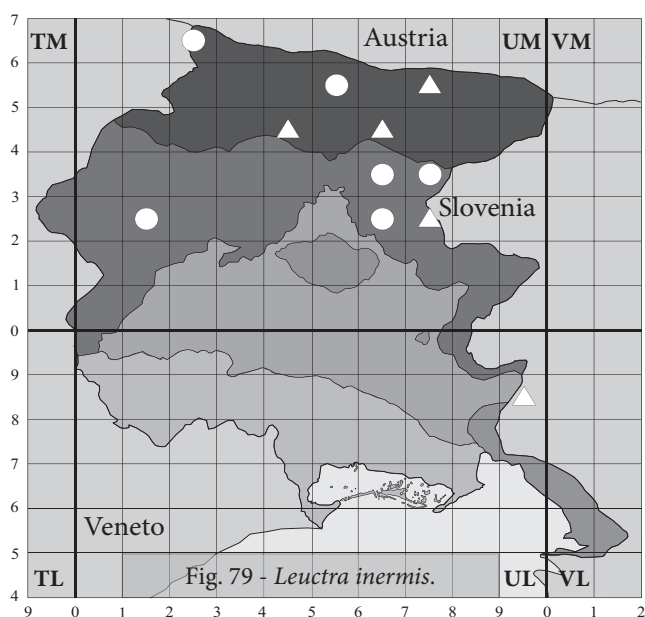 7
TM Austria UM VM
6
5
4
3
Slovenia
2
1
0
9
8
7
6
Veneto
5
TL Fig. 79 - Leuctra inermis. UL VL
4
9 0 1 2 3 4 5 6 7 8 9 0 1 2